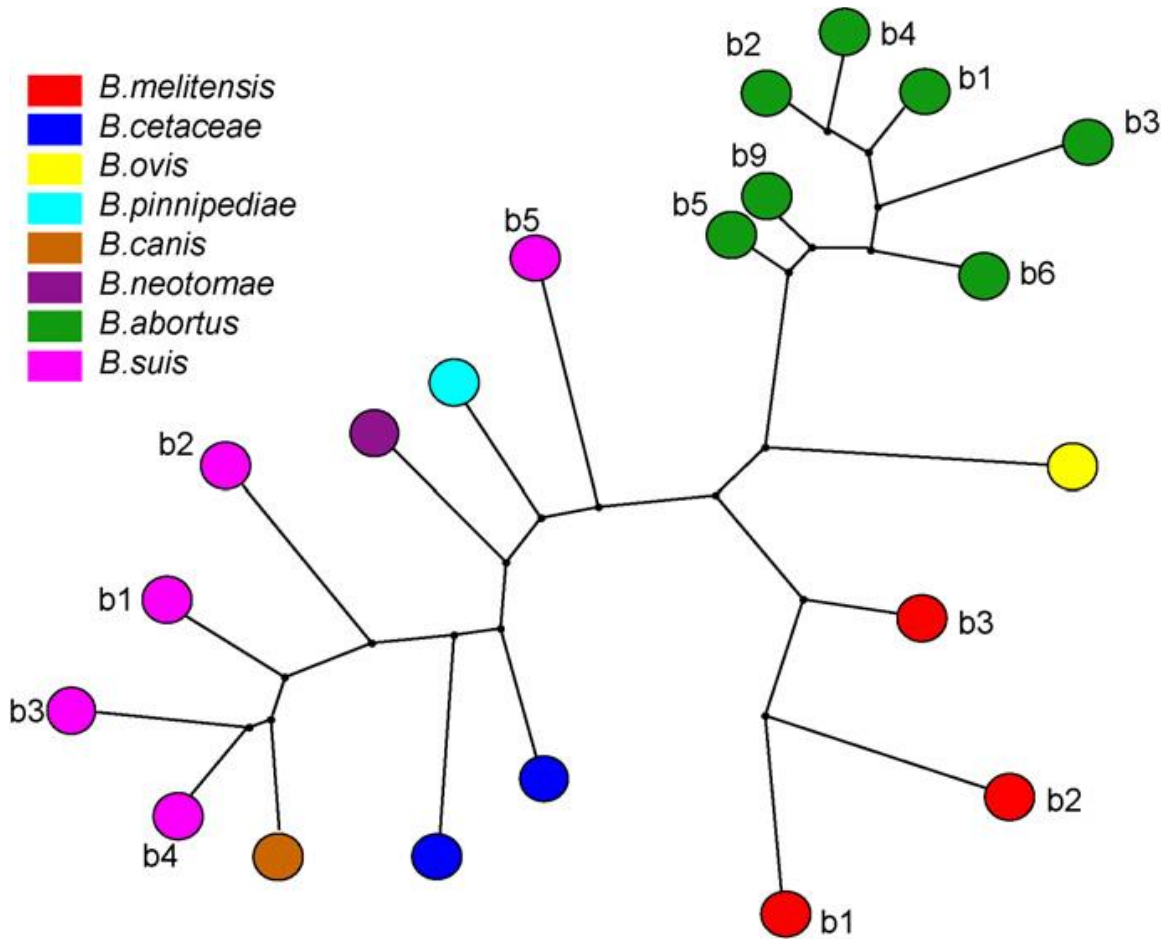 B.melitensis
B.cetaceae
B.ovis
B.pinnipediae
B.canis
B.neotomae
B.abortus
B.suis
b2
b4
b1
b3
b9
b5
b6
b5
b2
b1
b3
b4
b3
b2
b1